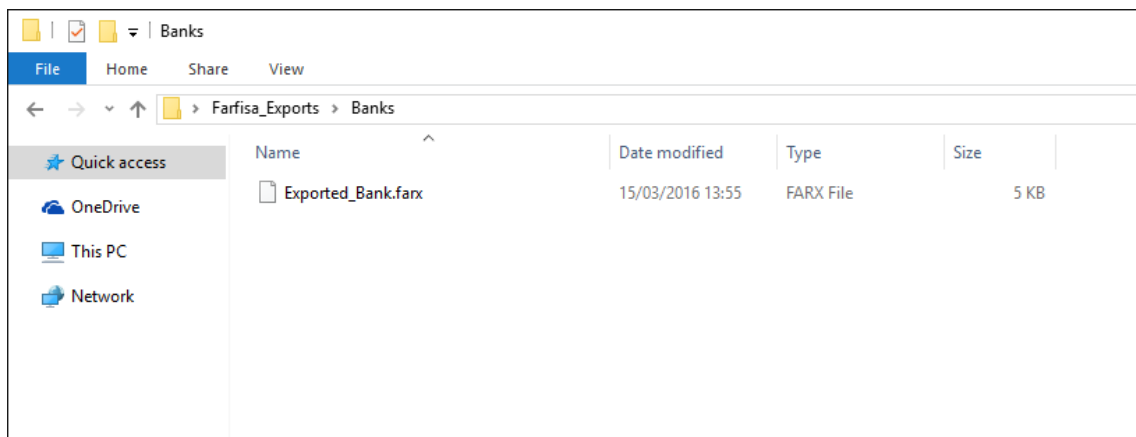 Banks
File Home Share View
Farfisa_Exports Banks
Quick access
OneDrive
This PC
Network
Name Date modified Type Size
Exported_Bank.farx 15/03/2016 13:55 FARX File 5 KB